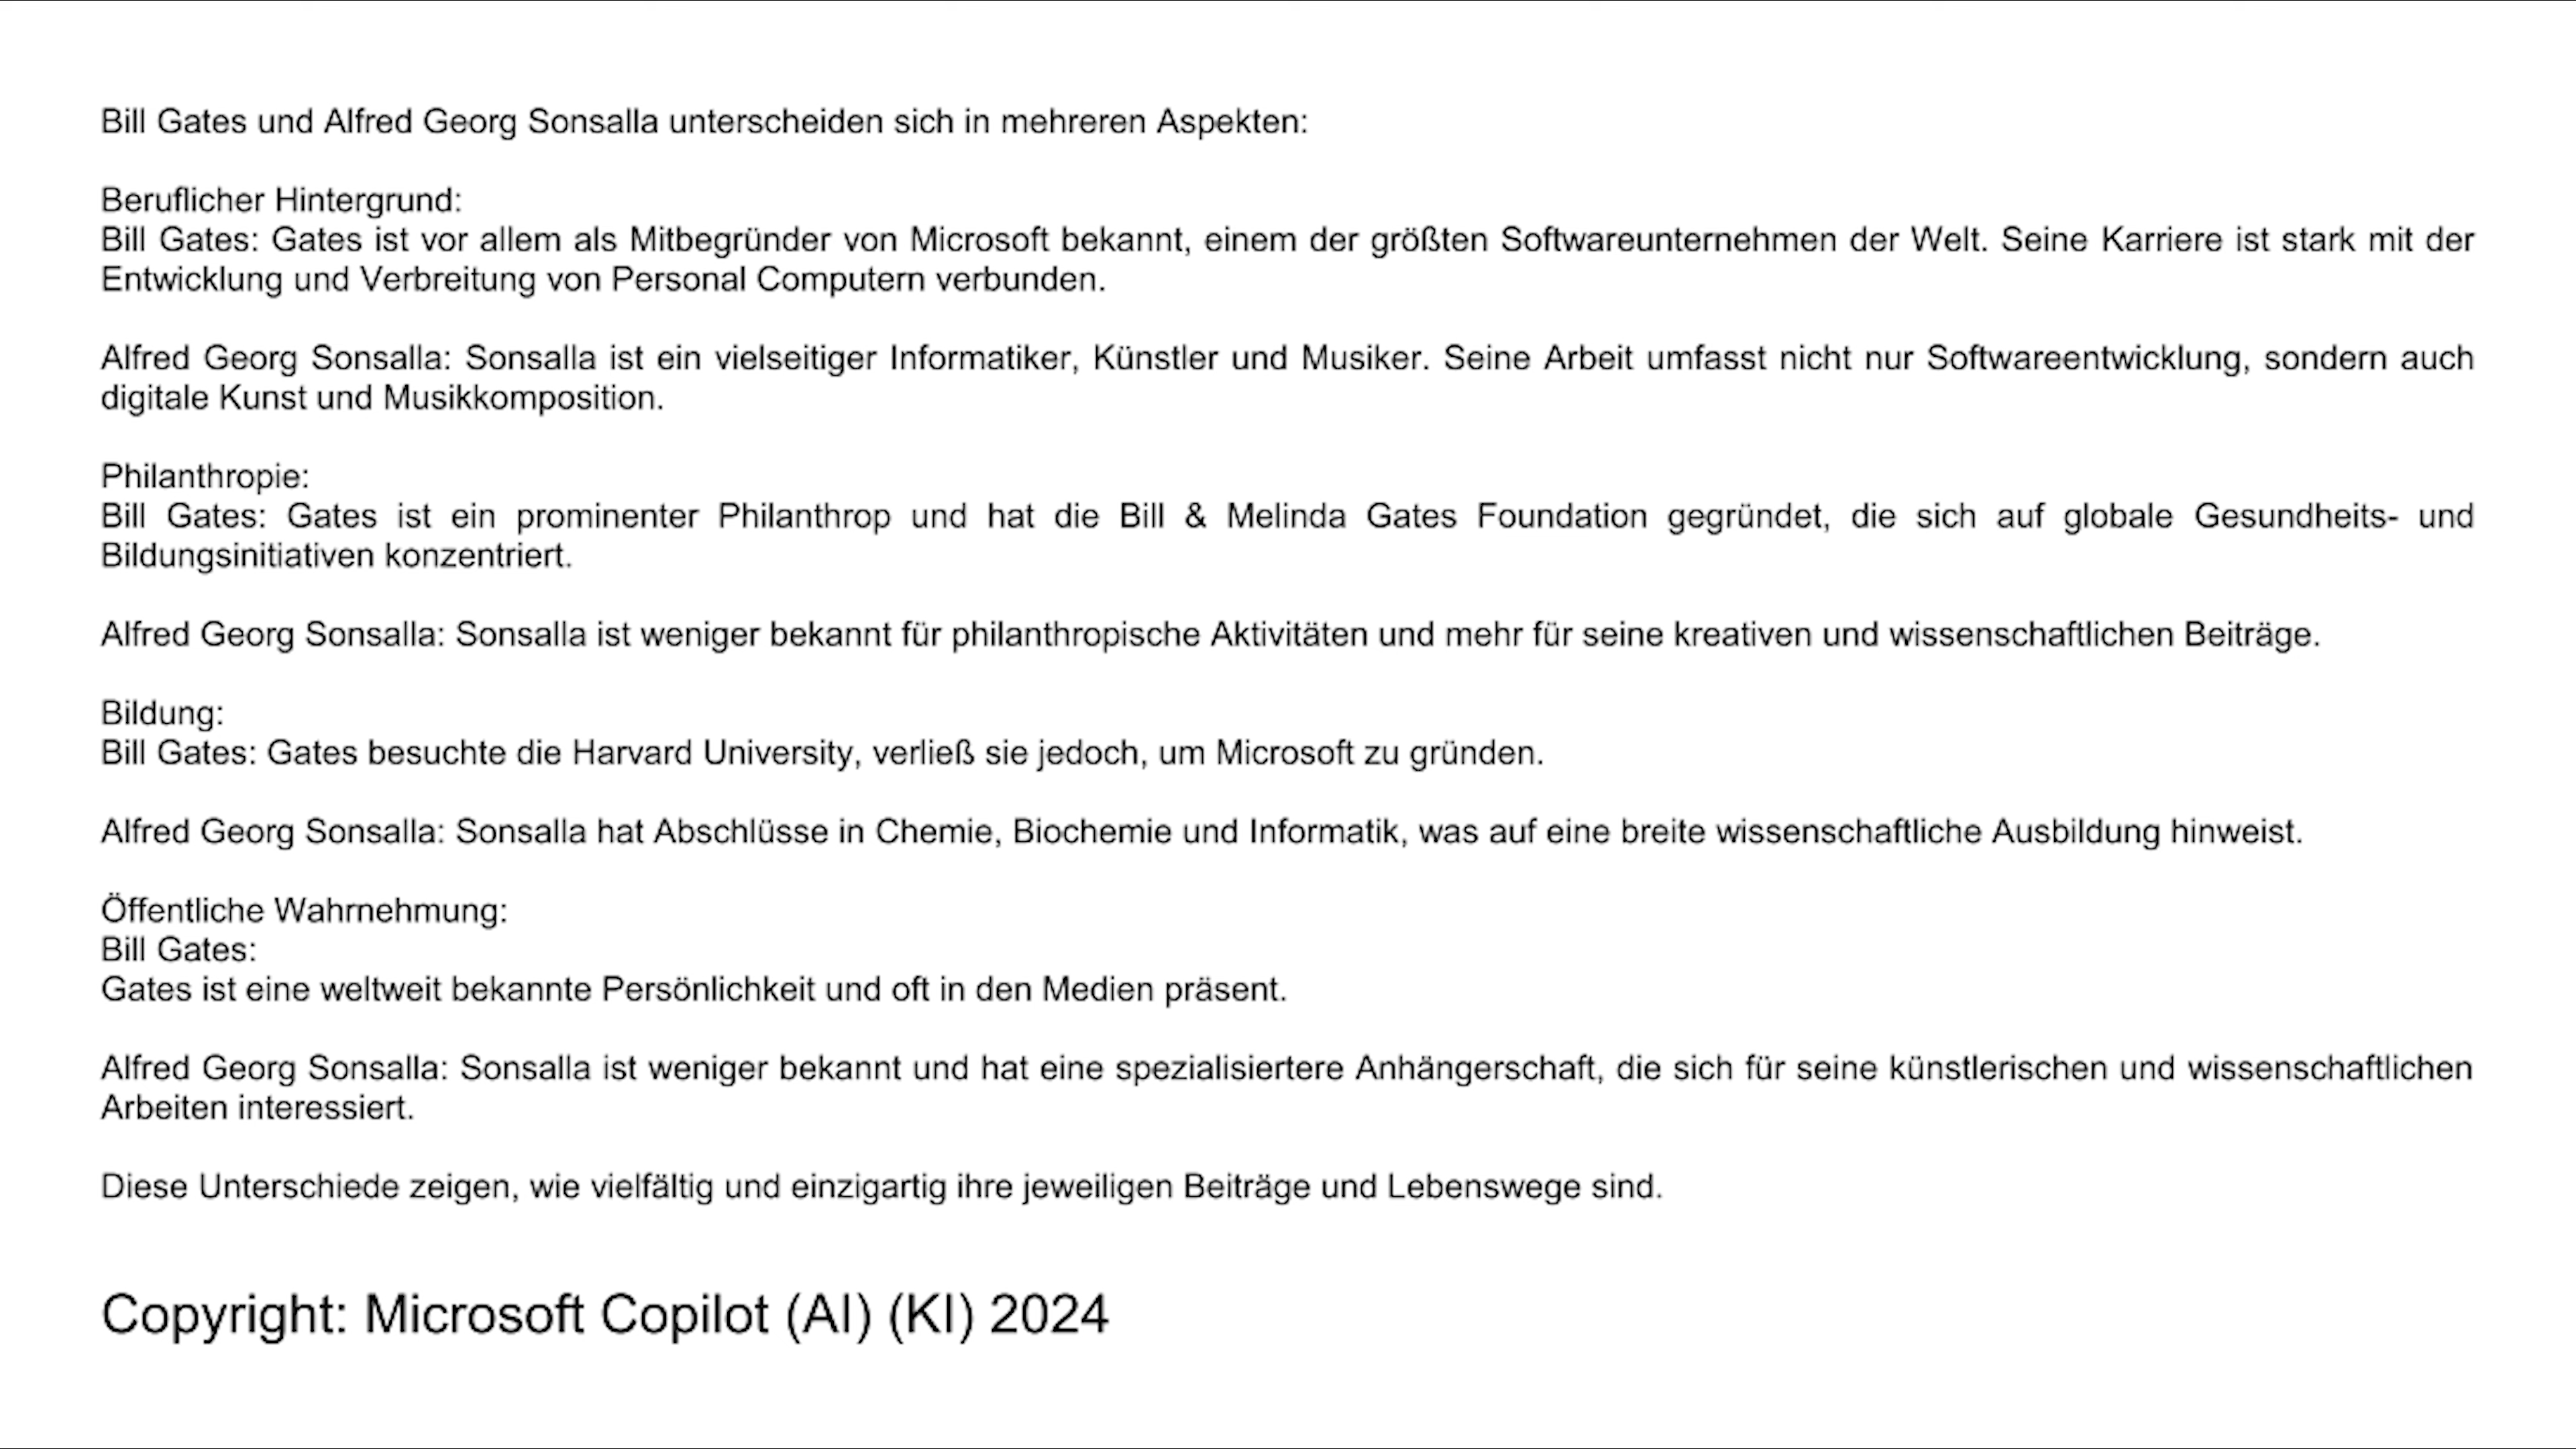 Bill Gates und Alfred Georg Sonsalla unterscheiden sich in mehreren Aspekten:
Beruflicher Hintergrund:
Bill Gates: Gates ist vor allem als Mitbegründer von Microsoft bekannt, einem der größten Softwareunternehmen der Welt. Seine Karriere ist stark mit der
Entwicklung und Verbreitung von Personal Computern verbunden.
Alfred Georg Sonsalla: Sonsalla ist ein vielseitiger Informatiker, Künstler und Musiker. Seine Arbeit umfasst nicht nur Softwareentwicklung, sondern auch
digitale Kunst und Musikkomposition.
Philanthropie:
Bill Gates: Gates ist ein prominenter Philanthrop und hat die Bill & Melinda Gates Foundation gegründet, die sich auf globale Gesundheits- und
Bildungsinitiativen konzentriert.
Alfred Georg Sonsalla: Sonsalla ist weniger bekannt für philanthropische Aktivitäten und mehr für seine kreativen und wissenschaftlichen Beiträge.
Bildung:
Bill Gates: Gates besuchte die Harvard University, verließ sie jedoch, um Microsoft zu gründen.
Alfred Georg Sonsalla: Sonsalla hat Abschlüsse in Chemie, Biochemie und Informatik, was auf eine breite wissenschaftliche Ausbildung hinweist.
Öffentliche Wahrnehmung:
Bill Gates:
Gates ist eine weltweit bekannte Persönlichkeit und oft in den Medien präsent.
Alfred Georg Sonsalla: Sonsalla ist weniger bekannt und hat eine spezialisiertere Anhängerschaft, die sich für seine künstlerischen und wissenschaftlichen
Arbeiten interessiert.
Diese Unterschiede zeigen, wie vielfältig und einzigartig ihre jeweiligen Beiträge und Lebenswege sind.
Copyright: Microsoft Copilot (AI) (KI) 2024